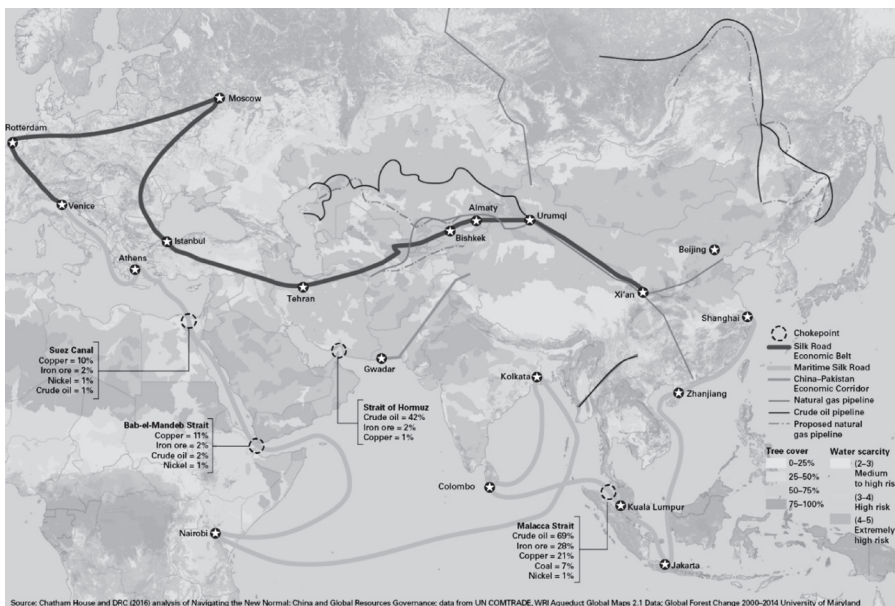 Moscow
Rotterdam
Venice
Istanbul
Athens
Almaty
Urumqi
Bishkek
Tehran
Beijing
Xi'an
Shanghai
Suez Canal
Copper = 10%
Iron ore = 2%
Nickel = 1%
Crude oil = 1%
Gwadar
Kolkata
Zhanjiang
Strait of Hormuz
Crude oil = 42%
Iron ore = 2%
Copper = 1%
Bab-el-Mandeb Strait
Copper = 11%
Iron ore = 2%
Crude oil = 2%
Nickel = 1%
Colombo
Kuala Lumpur
Nairobi
Malacca Strait
Crude oil = 69%
Iron ore = 28%
Copper = 21%
Coal = 7%
Nickel = 1%
Jakarta
Chokepoint
Silk Road
Economic Belt
Maritime Silk Road
China–Pakistan
Economic Corridor
Natural gas pipeline
Crude oil pipeline
Proposed natural
gas pipeline
Tree cover
0–25%
25–50%
50–75%
75–100%
Water scarcity
(2–3)
Medium
to high risk
(3–4)
High risk
(4–5)
Extremely
high risk
Source: Chatham House and DRC (2016) analysis of Navigating the New Normal: China and Global Resources Governance; data from UN COMTRADE, WRI Aqueduct Global Maps 2.1 Data; Global Forest Change 2000–2014 University of Maryland